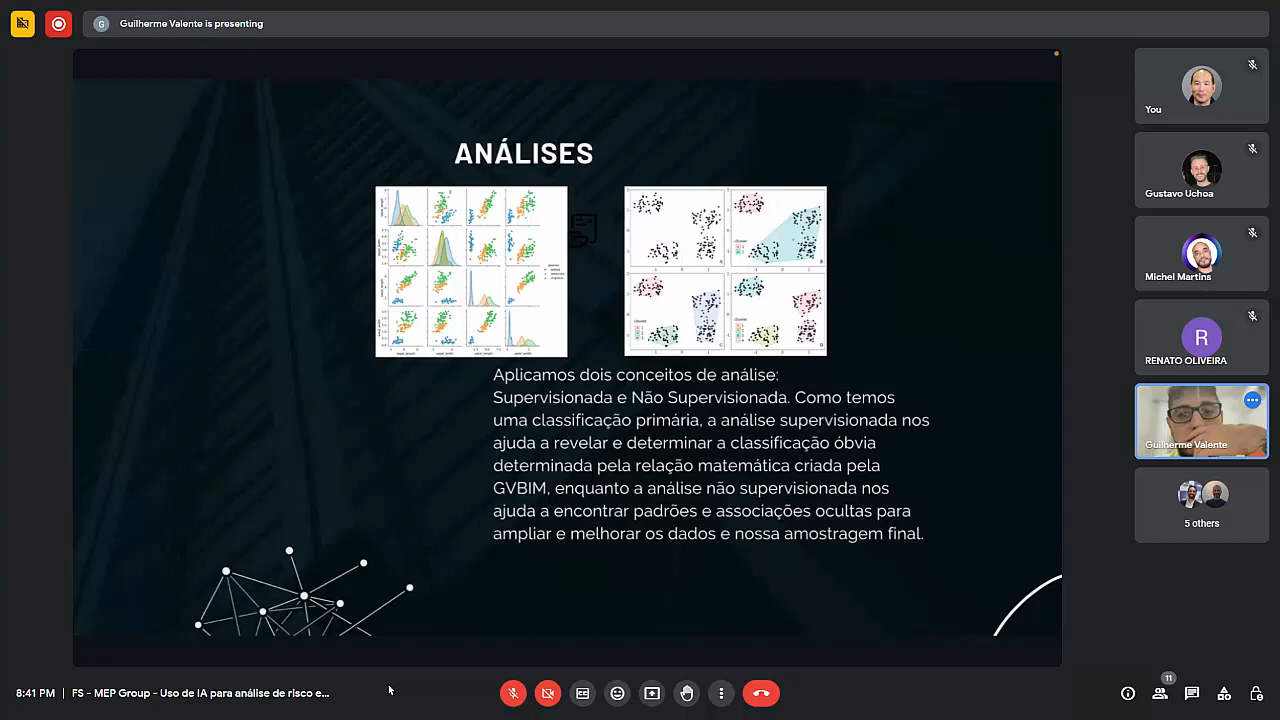 G
Guilherme Valente is presenting
ANÁLISES
Aplicamos dois conceitos de análise:
Supervisionada e Não Supervisionada. Como temos
uma classificação primária, a análise supervisionada nos
ajuda a revelar e determinar a classificação óbvia
determinada pela relação matemática criada pela
GVBIM, enquanto a análise não supervisionada nos
ajuda a encontrar padrões e associações ocultas para
ampliar e melhorar os dados e nossa amostragem final.
You
Gustavo Uchoa
Michel Martins
R
RENATO OLIVEIRA
Guilherme Valente
5 others
8:41 PM | FS - MEP Group - Uso de IA para análise de risco e...
11